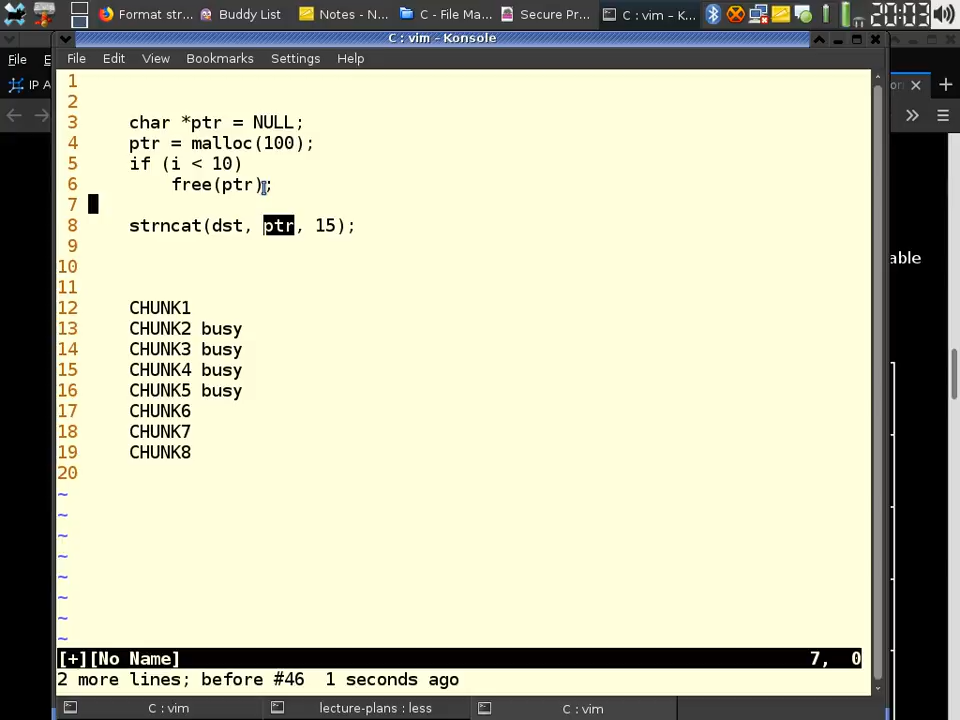 Format str...
Buddy List
Notes - N...
C - File Ma...
Secure Pr...
C : vim – K...
20:03
C : vim – Konsole
File
E
IP A
File Edit View Bookmarks Settings Help
1
2
3 char *ptr = NULL;
4 ptr = malloc(100);
5 if (i < 10)
6 free(ptr);
7
8 strncat(dst, ptr, 15);
9
10
11
12 CHUNK1
13 CHUNK2 busy
14 CHUNK3 busy
15 CHUNK4 busy
16 CHUNK5 busy
17 CHUNK6
18 CHUNK7
19 CHUNK8
20
~
~
~
~
~
~
~
~
able
[+][No Name] 7, 0
2 more lines; before #46 1 seconds ago
C : vim
lecture-plans : less
C : vim